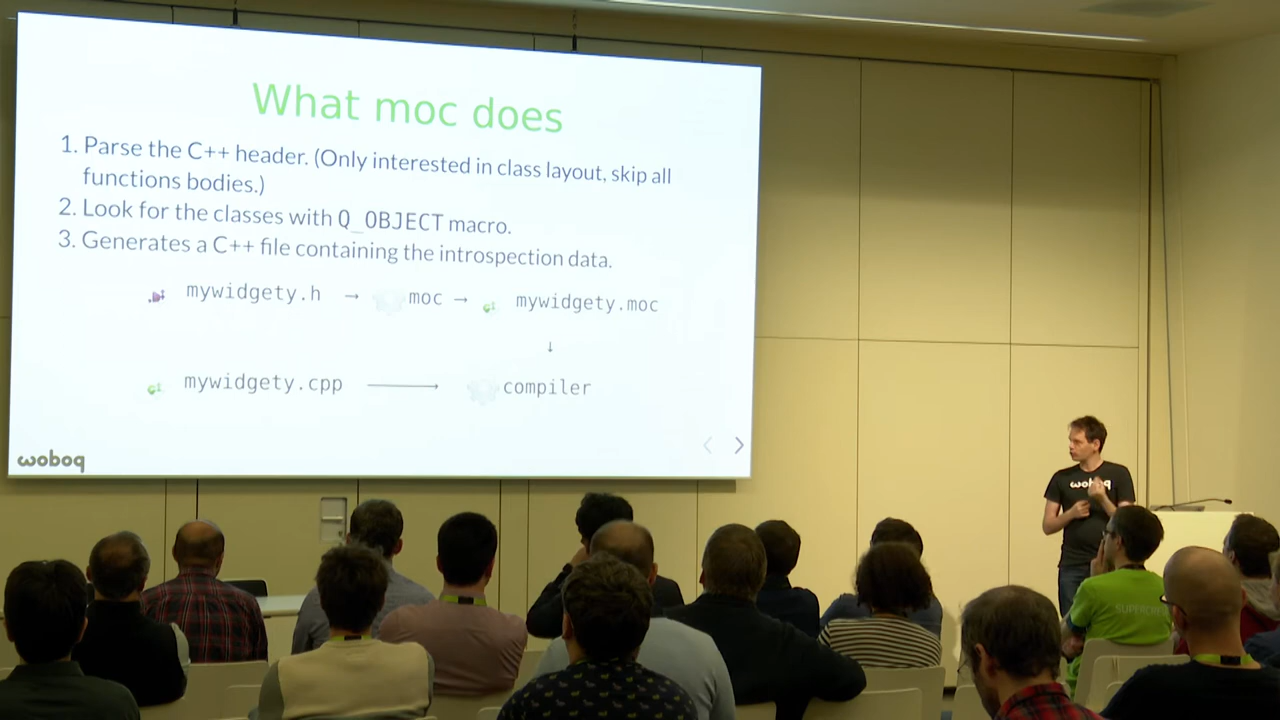 What moc does
1. Parse the C++ header. (Only interested in class layout, skip all
functions bodies.)
2. Look for the classes with Q_OBJECT macro.
3. Generates a C++ file containing the introspection data.
mywidgety.h → moc → mywidgety.moc
↓
mywidgety.cpp → compiler
woboq
woboq